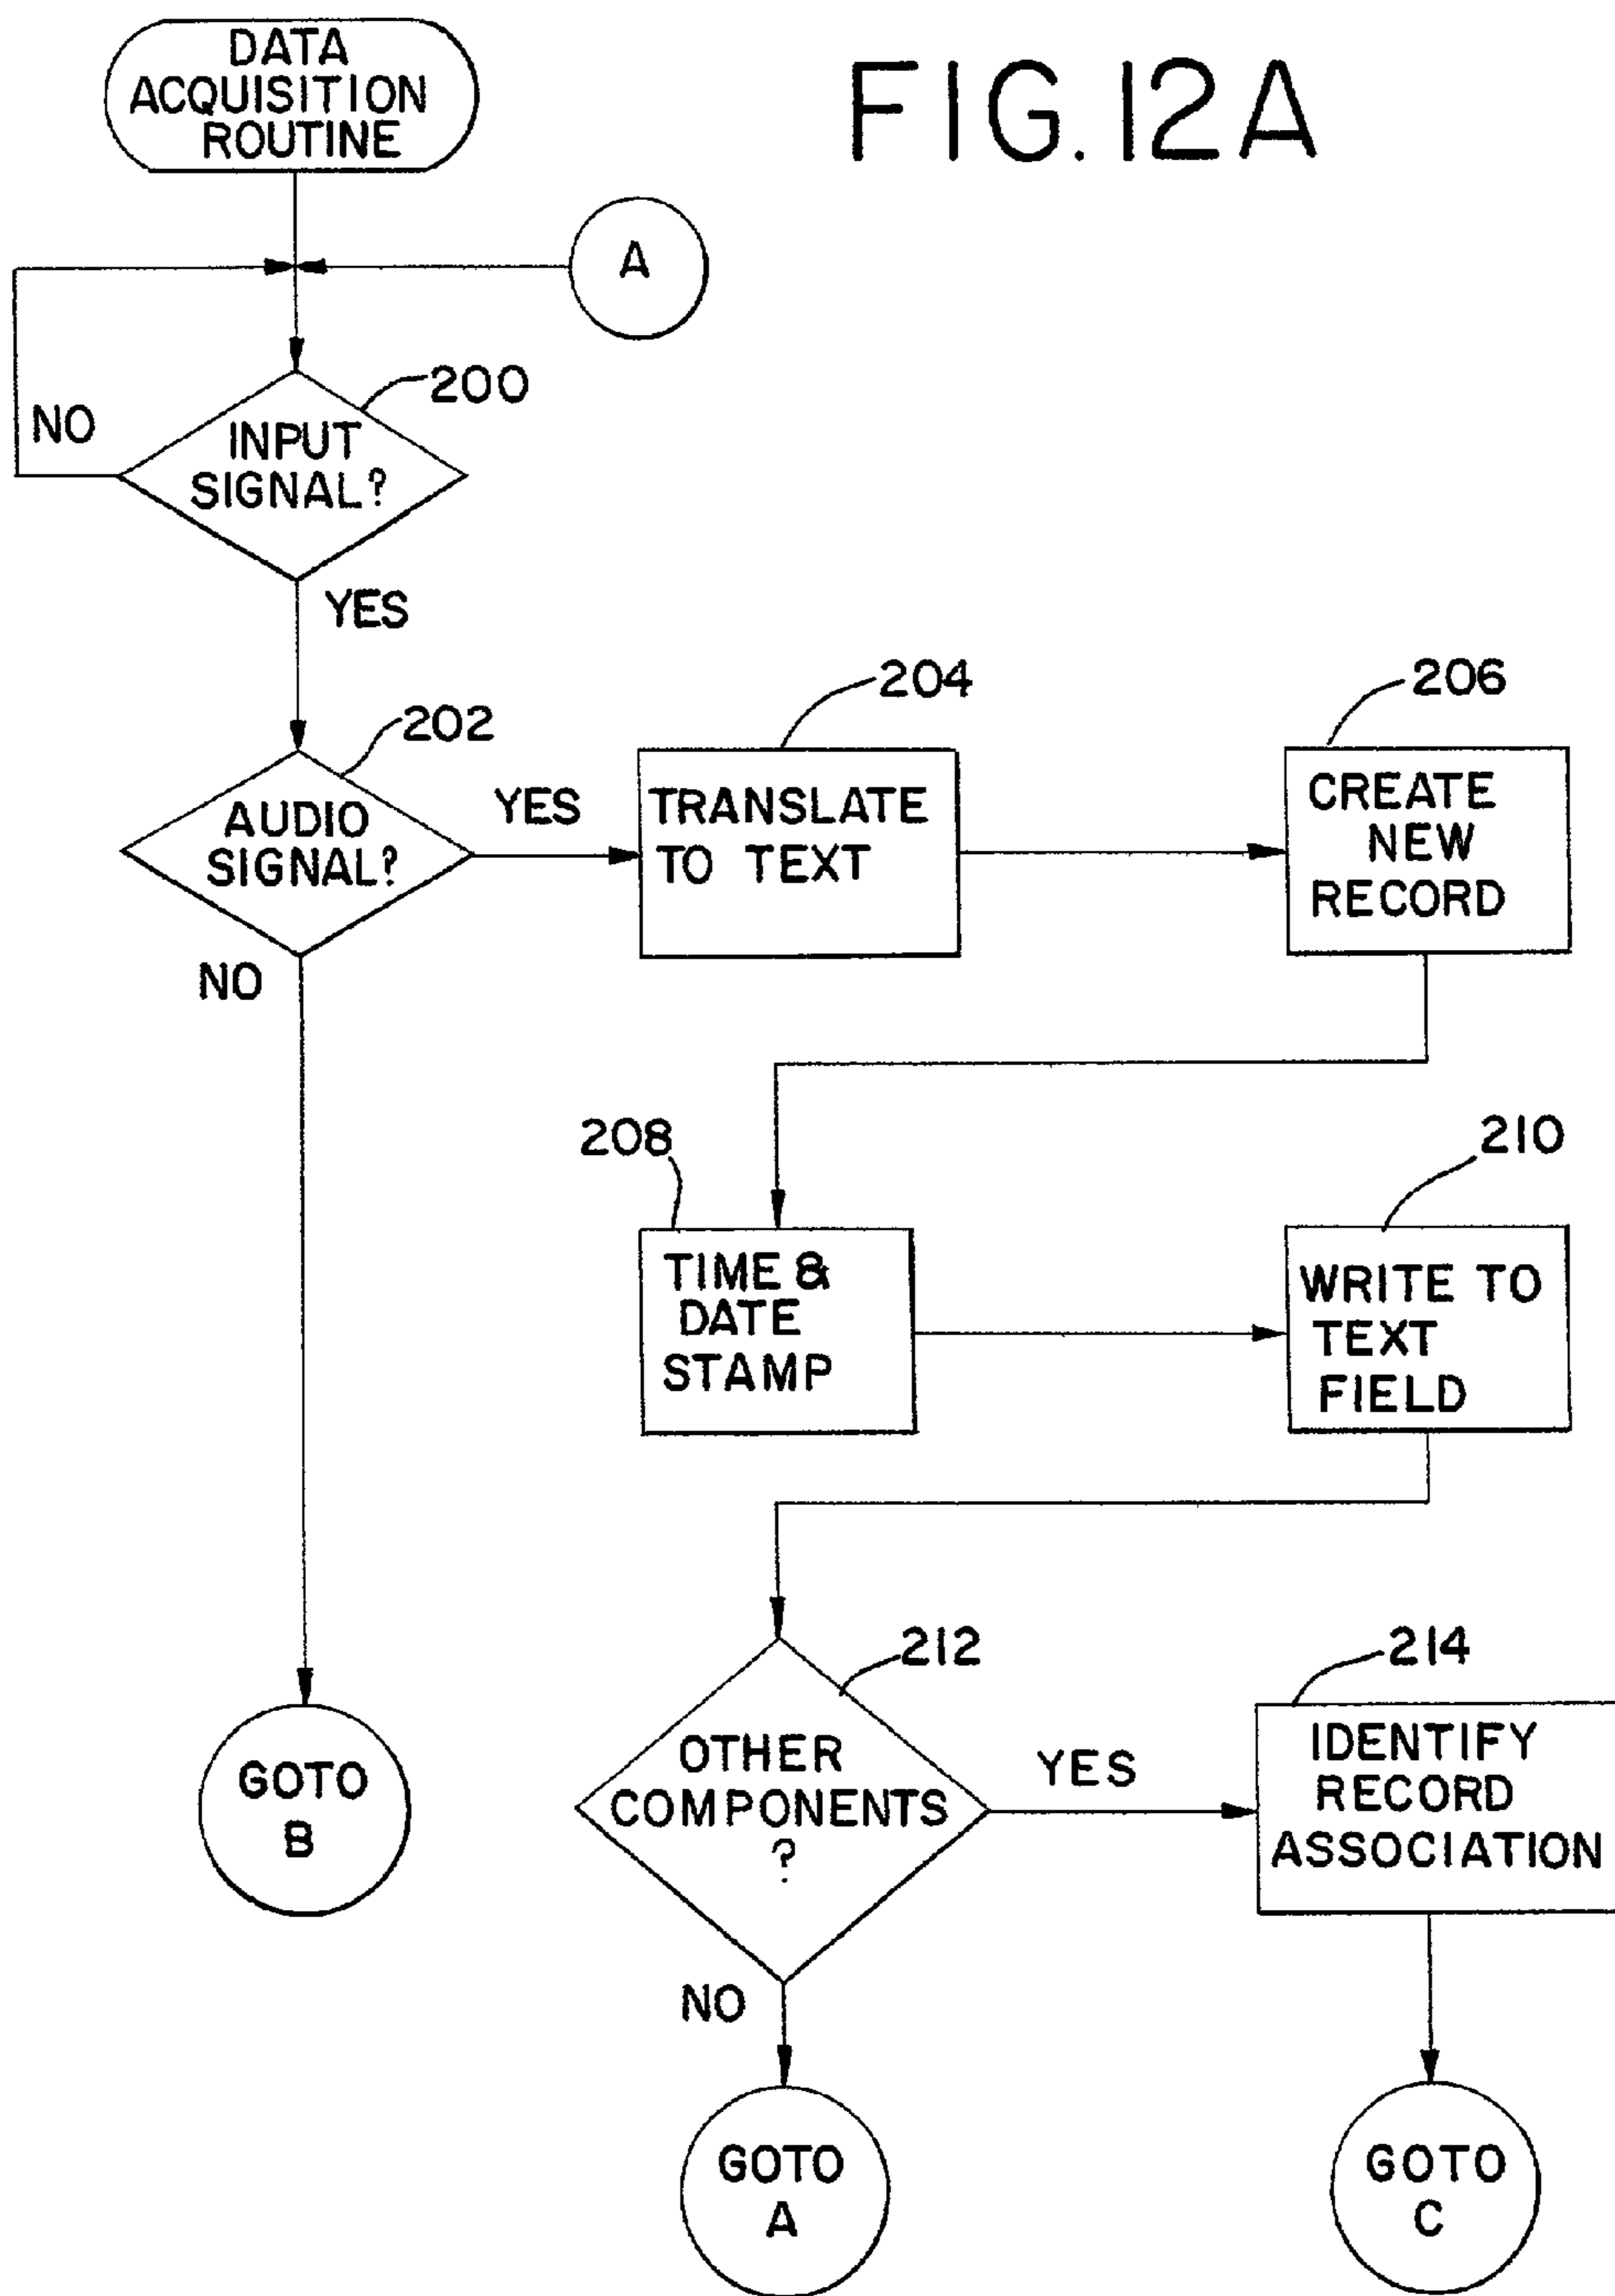 FIG. 12A
DATA
ACQUISITION
ROUTINE
A
200
NO
INPUT
SIGNAL?
YES
202
AUDIO
SIGNAL?
YES
NO
204
TRANSLATE
TO TEXT
206
CREATE
NEW
RECORD
208
TIME &
DATE
STAMP
210
WRITE TO
TEXT
FIELD
212
OTHER
COMPONENTS
?
YES
NO
214
IDENTIFY
RECORD
ASSOCIATION
GOTO
B
GOTO
A
GOTO
C